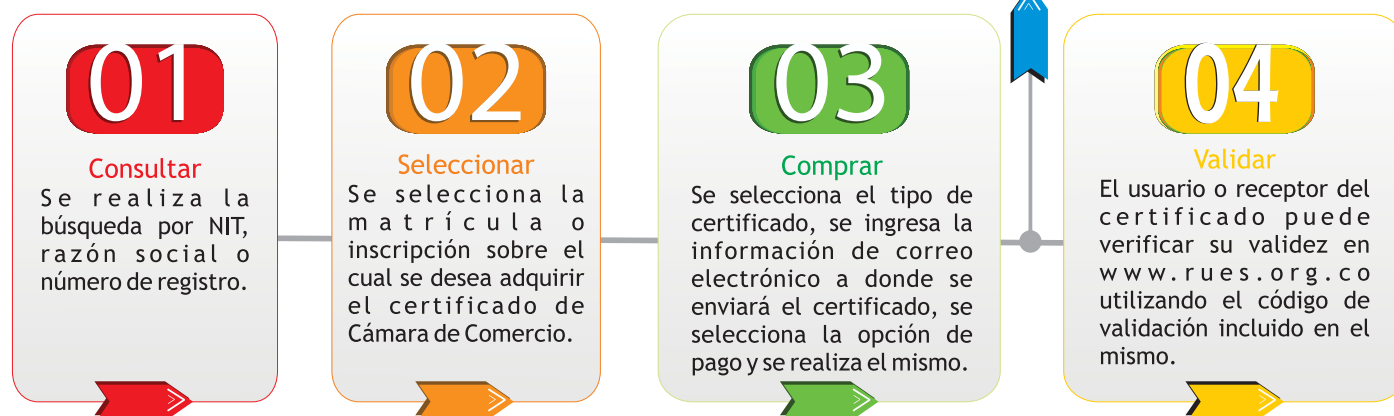 01
Consultar
Se realiza la
búsqueda por NIT,
razón social o
número de registro.
02
Seleccionar
Se selecciona la
matrícula o
inscripción sobre el
cual se desea adquirir
el certificado de
Cámara de Comercio.
03
Comprar
Se selecciona el tipo de
certificado, se ingresa la
información de correo
electrónico a donde se
enviará el certificado, se
selecciona la opción de
pago y se realiza el mismo.
04
Validar
El usuario o receptor del
certificado puede
verificar su validez en
www.rues.org.co
utilizando el código de
validación incluido en el
mismo.